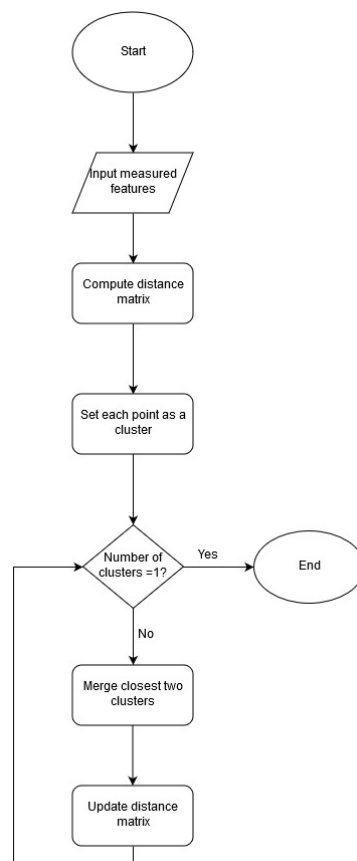 Start
Input measured
features
Compute distance
matrix
Set each point as a
cluster
Number of
clusters =1?
Yes
End
No
Merge closest two
clusters
Update distance
matrix